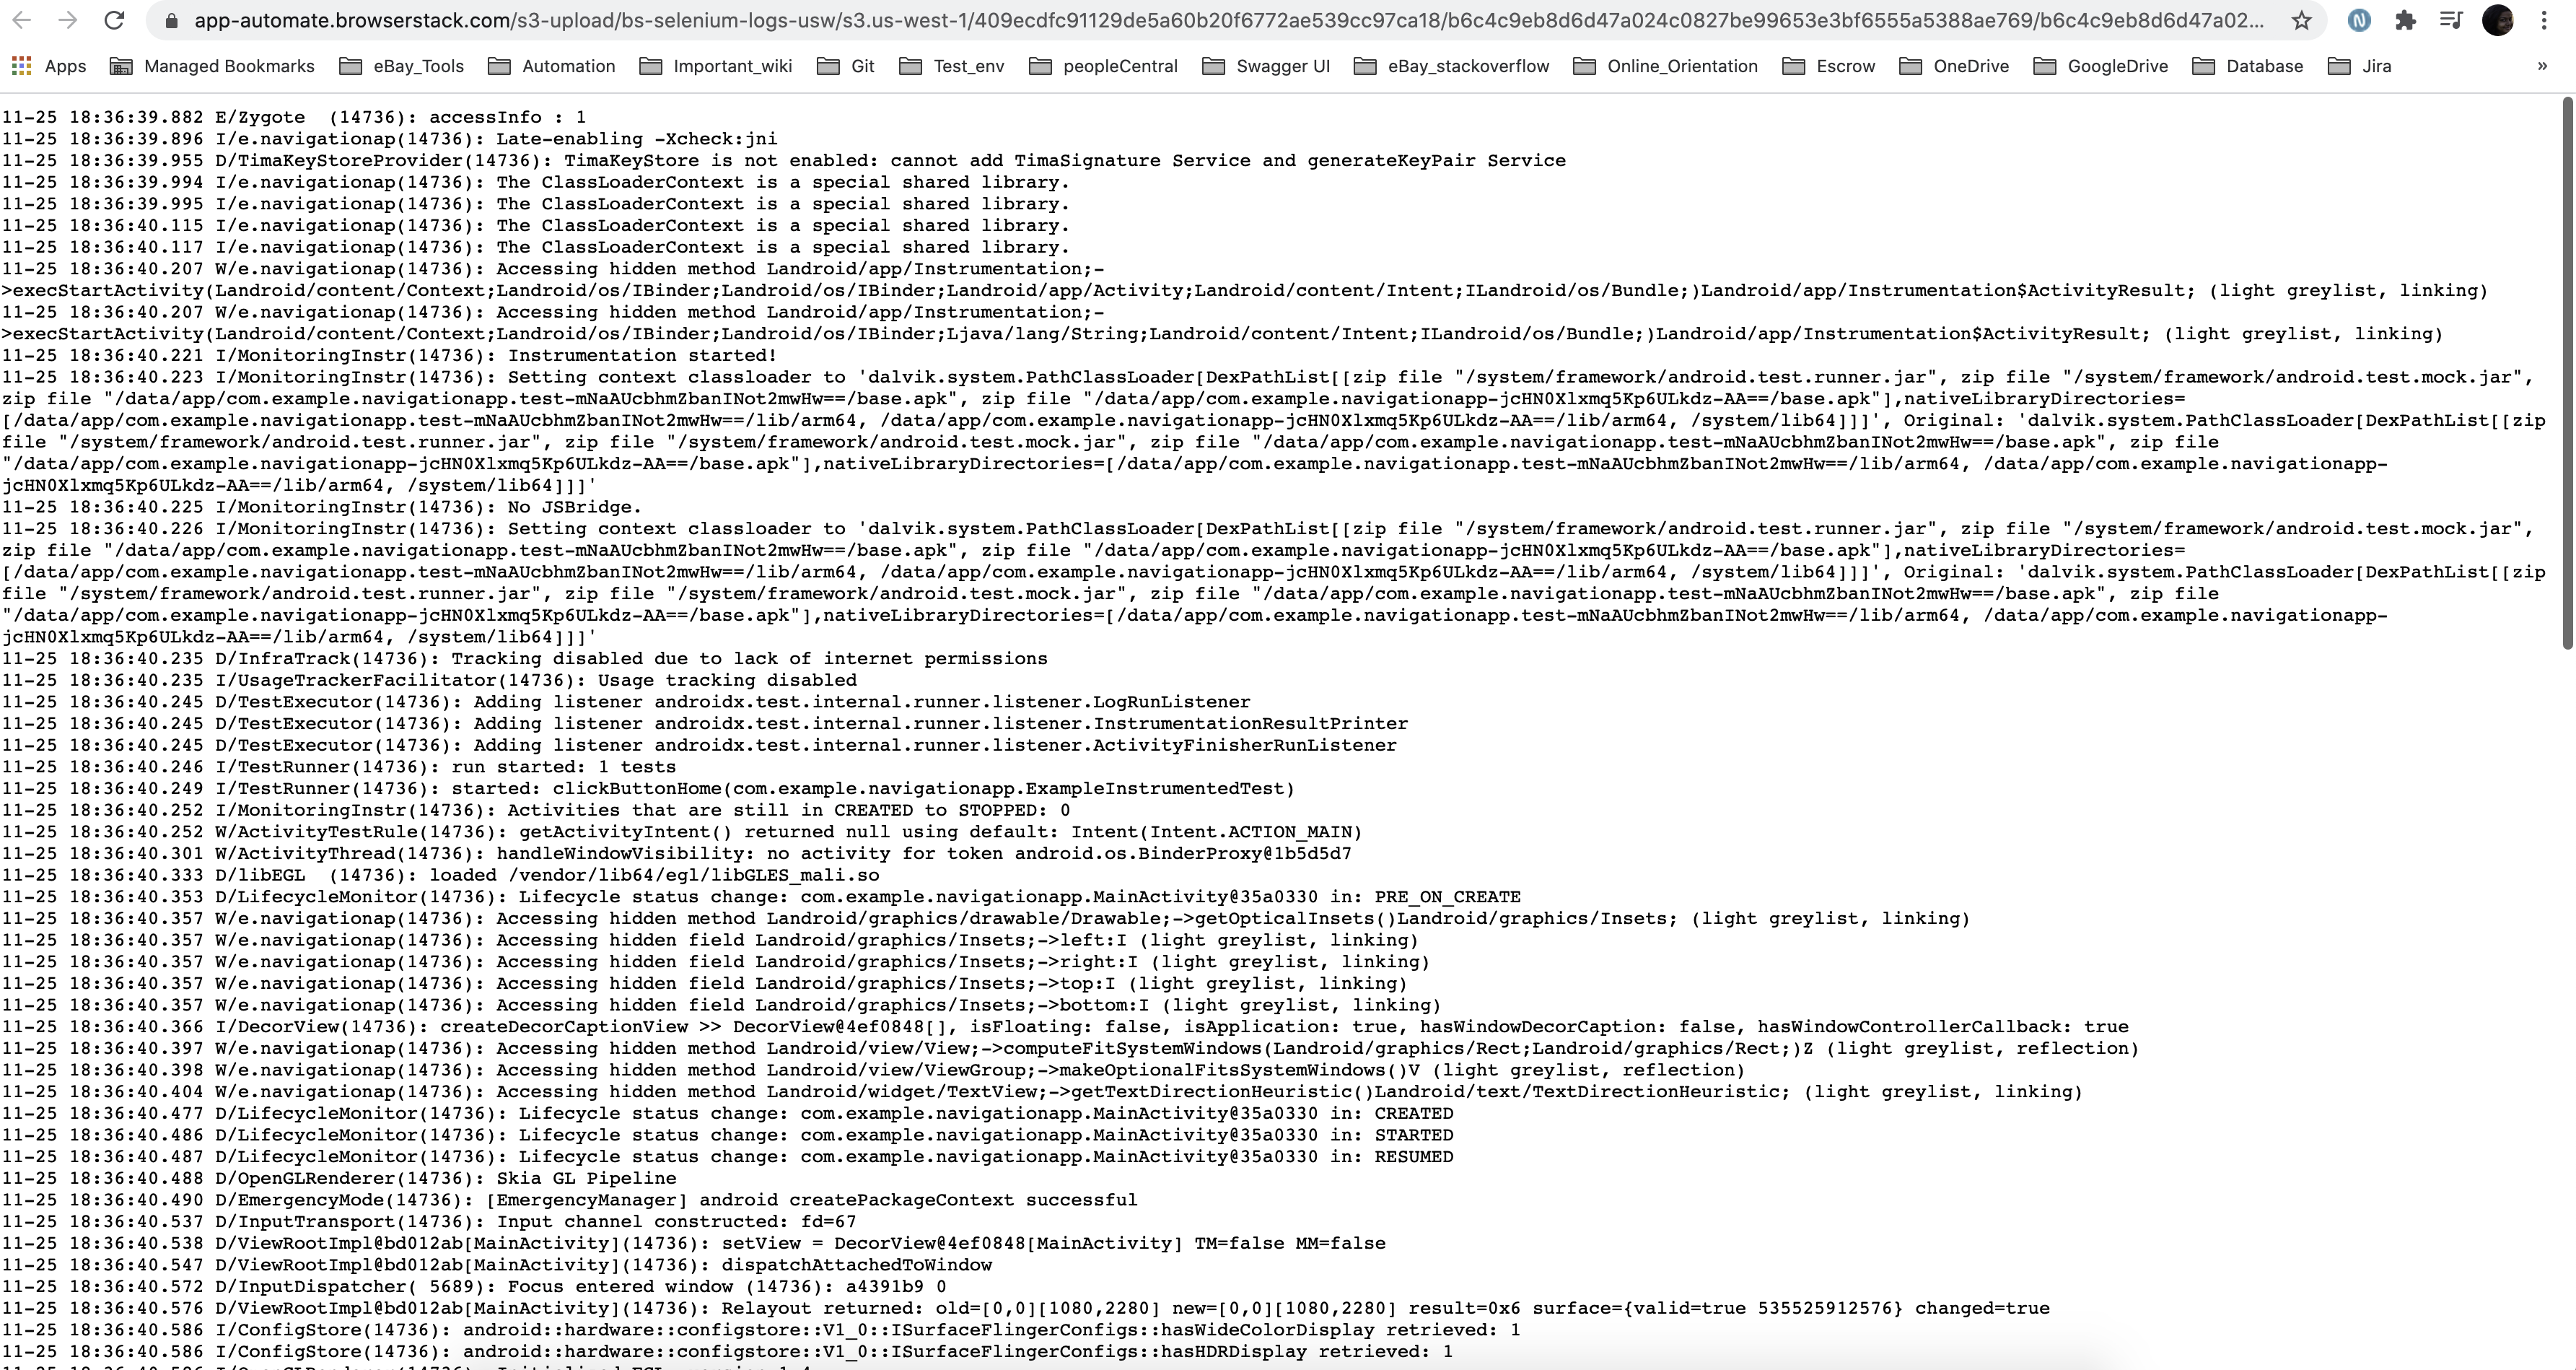 app-automate.browserstack.com/s3-upload/bs-selenium-logs-usw/s3.us-west-1/409ecdfc91129de5a60b20f6772ae539cc97ca18/b6c4c9eb8d6d47a024c0827be99653e3bf6555a5388ae769/b6c4c9eb8d6d47a02...
Apps Managed Bookmarks eBay_Tools Automation Important_wiki Git Test_env peopleCentral Swagger UI eBay_stackoverflow Online_Orientation Escrow OneDrive GoogleDrive Database Jira »
11-25 18:36:39.882 E/Zygote  (14736): accessInfo : 1
11-25 18:36:39.896 I/e.navigationap(14736): Late-enabling -Xcheck:jni
11-25 18:36:39.955 D/TimaKeyStoreProvider(14736): TimaKeyStore is not enabled: cannot add TimaSignature Service and generateKeyPair Service
11-25 18:36:39.994 I/e.navigationap(14736): The ClassLoaderContext is a special shared library.
11-25 18:36:39.995 I/e.navigationap(14736): The ClassLoaderContext is a special shared library.
11-25 18:36:40.115 I/e.navigationap(14736): The ClassLoaderContext is a special shared library.
11-25 18:36:40.117 I/e.navigationap(14736): The ClassLoaderContext is a special shared library.
11-25 18:36:40.207 W/e.navigationap(14736): Accessing hidden method Landroid/app/Instrumentation;-
>execStartActivity(Landroid/content/Context;Landroid/os/IBinder;Landroid/os/IBinder;Landroid/app/Activity;Landroid/content/Intent;ILandroid/os/Bundle;)Landroid/app/Instrumentation$ActivityResult; (light greylist, linking)
11-25 18:36:40.207 W/e.navigationap(14736): Accessing hidden method Landroid/app/Instrumentation;-
>execStartActivity(Landroid/content/Context;Landroid/os/IBinder;Landroid/os/IBinder;Ljava/lang/String;Landroid/content/Intent;ILandroid/os/Bundle;)Landroid/app/Instrumentation$ActivityResult; (light greylist, linking)
11-25 18:36:40.221 I/MonitoringInstr(14736): Instrumentation started!
11-25 18:36:40.223 I/MonitoringInstr(14736): Setting context classloader to 'dalvik.system.PathClassLoader[DexPathList[[zip file "/system/framework/android.test.runner.jar", zip file "/system/framework/android.test.mock.jar",
zip file "/data/app/com.example.navigationapp.test-mNaAUcbhmZbanINot2mwHw==/base.apk", zip file "/data/app/com.example.navigationapp-jcHN0Xlxmq5Kp6ULkdz-AA==/base.apk"],nativeLibraryDirectories=
[/data/app/com.example.navigationapp.test-mNaAUcbhmZbanINot2mwHw==/lib/arm64, /data/app/com.example.navigationapp-jcHN0Xlxmq5Kp6ULkdz-AA==/lib/arm64, /system/lib64]]]', Original: 'dalvik.system.PathClassLoader[DexPathList[[zip
file "/system/framework/android.test.runner.jar", zip file "/system/framework/android.test.mock.jar", zip file "/data/app/com.example.navigationapp.test-mNaAUcbhmZbanINot2mwHw==/base.apk", zip file
"/data/app/com.example.navigationapp-jcHN0Xlxmq5Kp6ULkdz-AA==/base.apk"],nativeLibraryDirectories=[/data/app/com.example.navigationapp.test-mNaAUcbhmZbanINot2mwHw==/lib/arm64, /data/app/com.example.navigationapp-
jcHN0Xlxmq5Kp6ULkdz-AA==/lib/arm64, /system/lib64]]]'
11-25 18:36:40.225 I/MonitoringInstr(14736): No JSBridge.
11-25 18:36:40.226 I/MonitoringInstr(14736): Setting context classloader to 'dalvik.system.PathClassLoader[DexPathList[[zip file "/system/framework/android.test.runner.jar", zip file "/system/framework/android.test.mock.jar",
zip file "/data/app/com.example.navigationapp.test-mNaAUcbhmZbanINot2mwHw==/base.apk", zip file "/data/app/com.example.navigationapp-jcHN0Xlxmq5Kp6ULkdz-AA==/base.apk"],nativeLibraryDirectories=
[/data/app/com.example.navigationapp.test-mNaAUcbhmZbanINot2mwHw==/lib/arm64, /data/app/com.example.navigationapp-jcHN0Xlxmq5Kp6ULkdz-AA==/lib/arm64, /system/lib64]]]', Original: 'dalvik.system.PathClassLoader[DexPathList[[zip
file "/system/framework/android.test.runner.jar", zip file "/system/framework/android.test.mock.jar", zip file "/data/app/com.example.navigationapp.test-mNaAUcbhmZbanINot2mwHw==/base.apk", zip file
"/data/app/com.example.navigationapp-jcHN0Xlxmq5Kp6ULkdz-AA==/base.apk"],nativeLibraryDirectories=[/data/app/com.example.navigationapp.test-mNaAUcbhmZbanINot2mwHw==/lib/arm64, /data/app/com.example.navigationapp-
jcHN0Xlxmq5Kp6ULkdz-AA==/lib/arm64, /system/lib64]]]'
11-25 18:36:40.235 D/InfraTrack(14736): Tracking disabled due to lack of internet permissions
11-25 18:36:40.235 I/UsageTrackerFacilitator(14736): Usage tracking disabled
11-25 18:36:40.245 D/TestExecutor(14736): Adding listener androidx.test.internal.runner.listener.LogRunListener
11-25 18:36:40.245 D/TestExecutor(14736): Adding listener androidx.test.internal.runner.listener.InstrumentationResultPrinter
11-25 18:36:40.245 D/TestExecutor(14736): Adding listener androidx.test.internal.runner.listener.ActivityFinisherRunListener
11-25 18:36:40.246 I/TestRunner(14736): run started: 1 tests
11-25 18:36:40.249 I/TestRunner(14736): started: clickButtonHome(com.example.navigationapp.ExampleInstrumentedTest)
11-25 18:36:40.252 I/MonitoringInstr(14736): Activities that are still in CREATED to STOPPED: 0
11-25 18:36:40.252 W/ActivityTestRule(14736): getActivityIntent() returned null using default: Intent(Intent.ACTION_MAIN)
11-25 18:36:40.301 W/ActivityThread(14736): handleWindowVisibility: no activity for token android.os.BinderProxy@1b5d5d7
11-25 18:36:40.333 D/libEGL  (14736): loaded /vendor/lib64/egl/libGLES_mali.so
11-25 18:36:40.353 D/LifecycleMonitor(14736): Lifecycle status change: com.example.navigationapp.MainActivity@35a0330 in: PRE_ON_CREATE
11-25 18:36:40.357 W/e.navigationap(14736): Accessing hidden method Landroid/graphics/drawable/Drawable;->getOpticalInsets()Landroid/graphics/Insets; (light greylist, linking)
11-25 18:36:40.357 W/e.navigationap(14736): Accessing hidden field Landroid/graphics/Insets;->left:I (light greylist, linking)
11-25 18:36:40.357 W/e.navigationap(14736): Accessing hidden field Landroid/graphics/Insets;->right:I (light greylist, linking)
11-25 18:36:40.357 W/e.navigationap(14736): Accessing hidden field Landroid/graphics/Insets;->top:I (light greylist, linking)
11-25 18:36:40.357 W/e.navigationap(14736): Accessing hidden field Landroid/graphics/Insets;->bottom:I (light greylist, linking)
11-25 18:36:40.366 I/DecorView(14736): createDecorCaptionView >> DecorView@4ef0848[], isFloating: false, isApplication: true, hasWindowDecorCaption: false, hasWindowControllerCallback: true
11-25 18:36:40.397 W/e.navigationap(14736): Accessing hidden method Landroid/view/View;->computeFitSystemWindows(Landroid/graphics/Rect;Landroid/graphics/Rect;)Z (light greylist, reflection)
11-25 18:36:40.398 W/e.navigationap(14736): Accessing hidden method Landroid/view/ViewGroup;->makeOptionalFitsSystemWindows()V (light greylist, reflection)
11-25 18:36:40.404 W/e.navigationap(14736): Accessing hidden method Landroid/widget/TextView;->getTextDirectionHeuristic()Landroid/text/TextDirectionHeuristic; (light greylist, linking)
11-25 18:36:40.477 D/LifecycleMonitor(14736): Lifecycle status change: com.example.navigationapp.MainActivity@35a0330 in: CREATED
11-25 18:36:40.486 D/LifecycleMonitor(14736): Lifecycle status change: com.example.navigationapp.MainActivity@35a0330 in: STARTED
11-25 18:36:40.487 D/LifecycleMonitor(14736): Lifecycle status change: com.example.navigationapp.MainActivity@35a0330 in: RESUMED
11-25 18:36:40.488 D/OpenGLRenderer(14736): Skia GL Pipeline
11-25 18:36:40.490 D/EmergencyMode(14736): [EmergencyManager] android createPackageContext successful
11-25 18:36:40.537 D/InputTransport(14736): Input channel constructed: fd=67
11-25 18:36:40.538 D/ViewRootImpl@bd012ab[MainActivity](14736): setView = DecorView@4ef0848[MainActivity] TM=false MM=false
11-25 18:36:40.547 D/ViewRootImpl@bd012ab[MainActivity](14736): dispatchAttachedToWindow
11-25 18:36:40.572 D/InputDispatcher( 5689): Focus entered window (14736): a4391b9 0
11-25 18:36:40.576 D/ViewRootImpl@bd012ab[MainActivity](14736): Relayout returned: old=[0,0][1080,2280] new=[0,0][1080,2280] result=0x6 surface={valid=true 535525912576} changed=true
11-25 18:36:40.586 I/ConfigStore(14736): android::hardware::configstore::V1_0::ISurfaceFlingerConfigs::hasWideColorDisplay retrieved: 1
11-25 18:36:40.586 I/ConfigStore(14736): android::hardware::configstore::V1_0::ISurfaceFlingerConfigs::hasHDRDisplay retrieved: 1